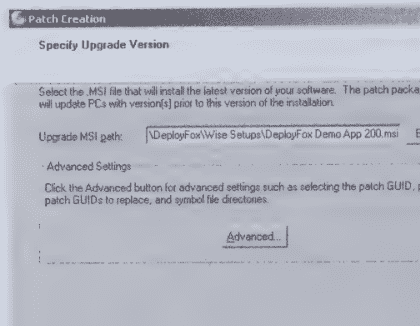 Patch Creation
Specify Upgrade Version
Select the .MSI file that will install the latest version of your software. The patch packa
will update PCs with version(s) prior to this version of the installation.
Upgrade MSI path:
\DeployFox\Wise Setups\DeployFox Demo App 200.msi
Advanced Settings
Click the Advanced button for advanced settings such as selecting the patch GUID,
patch GUIDs to replace, and symbol file directories.
Advanced...